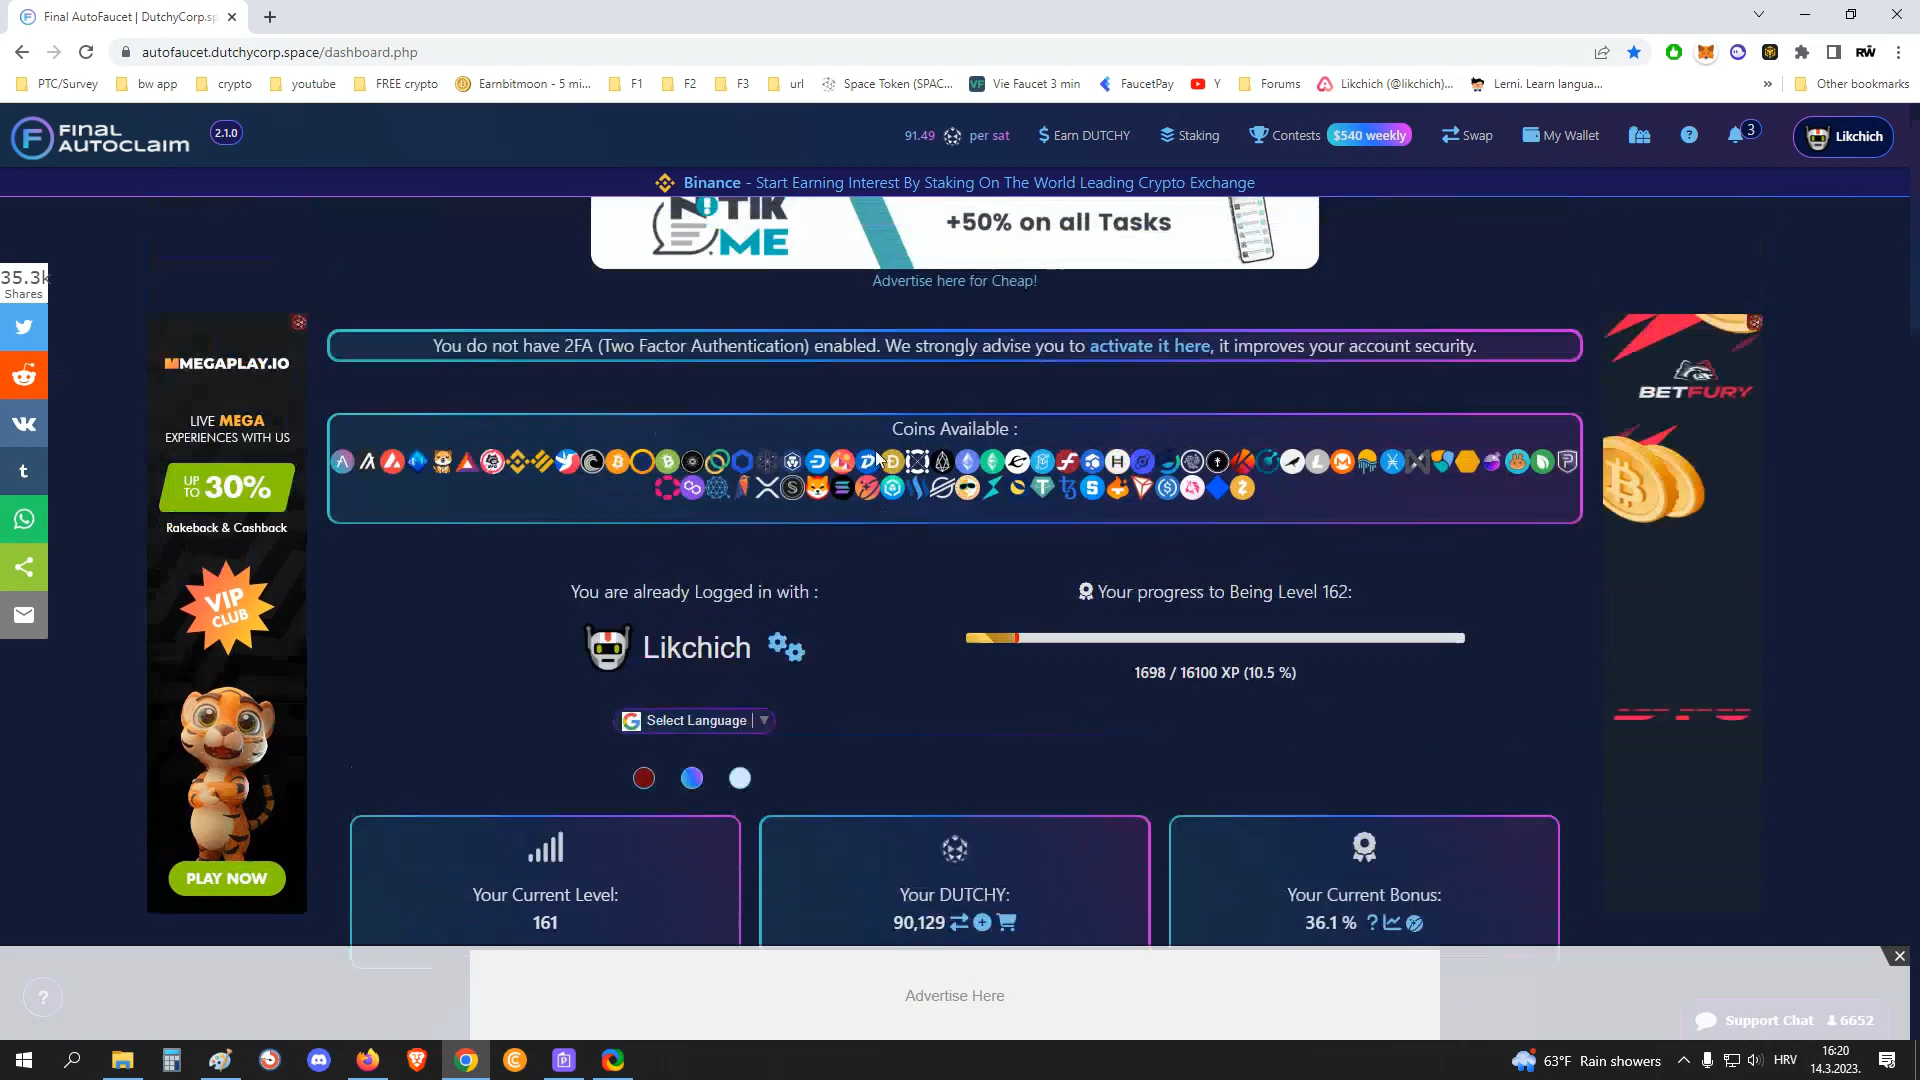 Final AutoFaucet | DutchyCorp.sp
autofaucet.dutchycorp.space/dashboard.php
PTC/Survey
bw app
crypto
youtube
FREE crypto
Earnbitmoon - 5 mi...
F1
F2
F3
url
Space Token (SPAC...
Vie Faucet 3 min
FaucetPay
Y
Forums
Likchich (@likchich)...
Lerni. Learn langua...
»
Other bookmarks
FINAL
AUTOCLAIM
2.1.0
91.49 per sat
Earn DUTCHY
Staking
Contests $540 weekly
Swap
My Wallet
3
Likchich
Binance - Start Earning Interest By Staking On The World Leading Crypto Exchange
NOTIK
ME
+50% on all Tasks
Advertise here for Cheap!
35.3k
Shares
You do not have 2FA (Two Factor Authentication) enabled. We strongly advise you to activate it here, it improves your account security.
MEGAPLAY.IO
LIVE MEGA
EXPERIENCES WITH US
UP TO 30%
Rakeback & Cashback
VIP
CLUB
PLAY NOW
BETFURY
Coins Available :
You are already Logged in with :
Likchich
Select Language
Your progress to Being Level 162:
1698 / 16100 XP (10.5 %)
Your Current Level:
161
Your DUTCHY:
90,129
Your Current Bonus:
36.1 %
Advertise Here
Support Chat 6652
63°F Rain showers
HRV
16:20
14.3.2023.